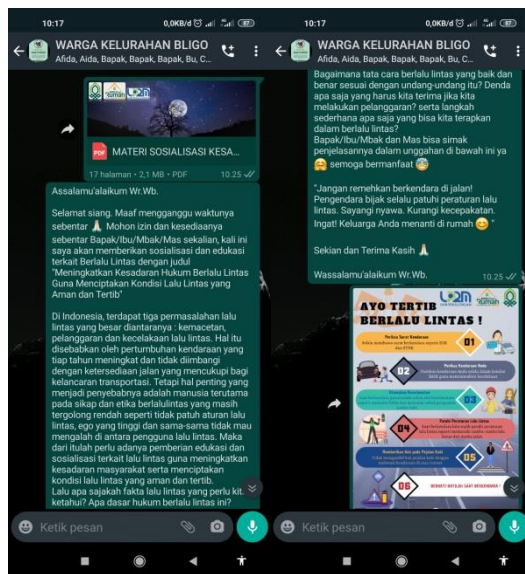 10:17
0,0KB/d
87
WARGA KELURAHAN BLIGO
Afida, Aida, Bapak, Bapak, Bapak, Bu, C...
PDF
MATERI SOSIALISASI KESA...
17 halaman • 2,1 MB • PDF
10.25
Assalamu'alaikum Wr.Wb.
Selamat siang. Maaf mengganggu waktunya
sebentar 🙏 Mohon izin dan kesediaanya
sebentar Bapak/Ibu/Mbak/Mas sekalian, kali ini
saya akan memberikan sosialisasi dan edukasi
terkait Berlalu Lintas dengan judul
"Meningkatkan Kesadaran Hukum Berlalu Lintas
Guna Menciptakan Kondisi Lalu Lintas yang
Aman dan Tertib"
Di Indonesia, terdapat tiga permasalahan lalu
lintas yang besar diantaranya : kemacetan,
pelanggaran dan kecelakaan lalu lintas. Hal itu
disebabkan oleh pertumbuhan kendaraan yang
tiap tahun meningkat dan tidak diimbangi
dengan ketersediaan jalan yang mencukupi bagi
kelancaran transportasi. Tetapi hal penting yang
menjadi penyebabnya adalah manusia terutama
pada sikap dan etika berlalulintas yang masih
tergolong rendah seperti tidak patuh aturan lalu
lintas, ego yang tinggi dan sama-sama tidak mau
mengalah di antara pengguna lalu lintas. Maka
dari itulah perlu adanya pemberian edukasi dan
sosialisasi terkait lalu lintas guna meningkatkan
kesadaran masyarakat serta menciptakan
kondisi lalu lintas yang aman dan tertib.
Lalu apa sajakah fakta lalu lintas yang perlu kit
ketahui? Apa dasar hukum berlalu lintas ini?
Ketik pesan
10:17
0,0KB/d
87
WARGA KELURAHAN BLIGO
Afida, Aida, Bapak, Bapak, Bapak, Bu, C...
Bagaimana tata cara berlalu lintas yang baik dan
benar sesuai dengan undang-undang itu? Denda
apa saja yang harus kita terima jika kita
melakukan pelanggaran? serta langkah
sederhana apa saja yang bisa kita terapkan
dalam berlalu lintas?
Bapak/Ibu/Mbak dan Mas bisa simak
penjelasannya dalam unggahan di bawah ini ya
🤗 semoga bermanfaat 😇
"Jangan remehkan berkendara di jalan!
Pengendara bijak selalu patuhi peraturan lalu
lintas. Sayangi nyawa. Kurangi kecepakatan.
Ingat! Keluarga Anda menanti di rumah 😊 "
Sekian dan Terima Kasih 🙏
Wassalamu'alaikum Wr.Wb.
10.25
AYO TERTIB
BERLALU LINTAS !
01
02
03
04
05
06
Ketik pesan